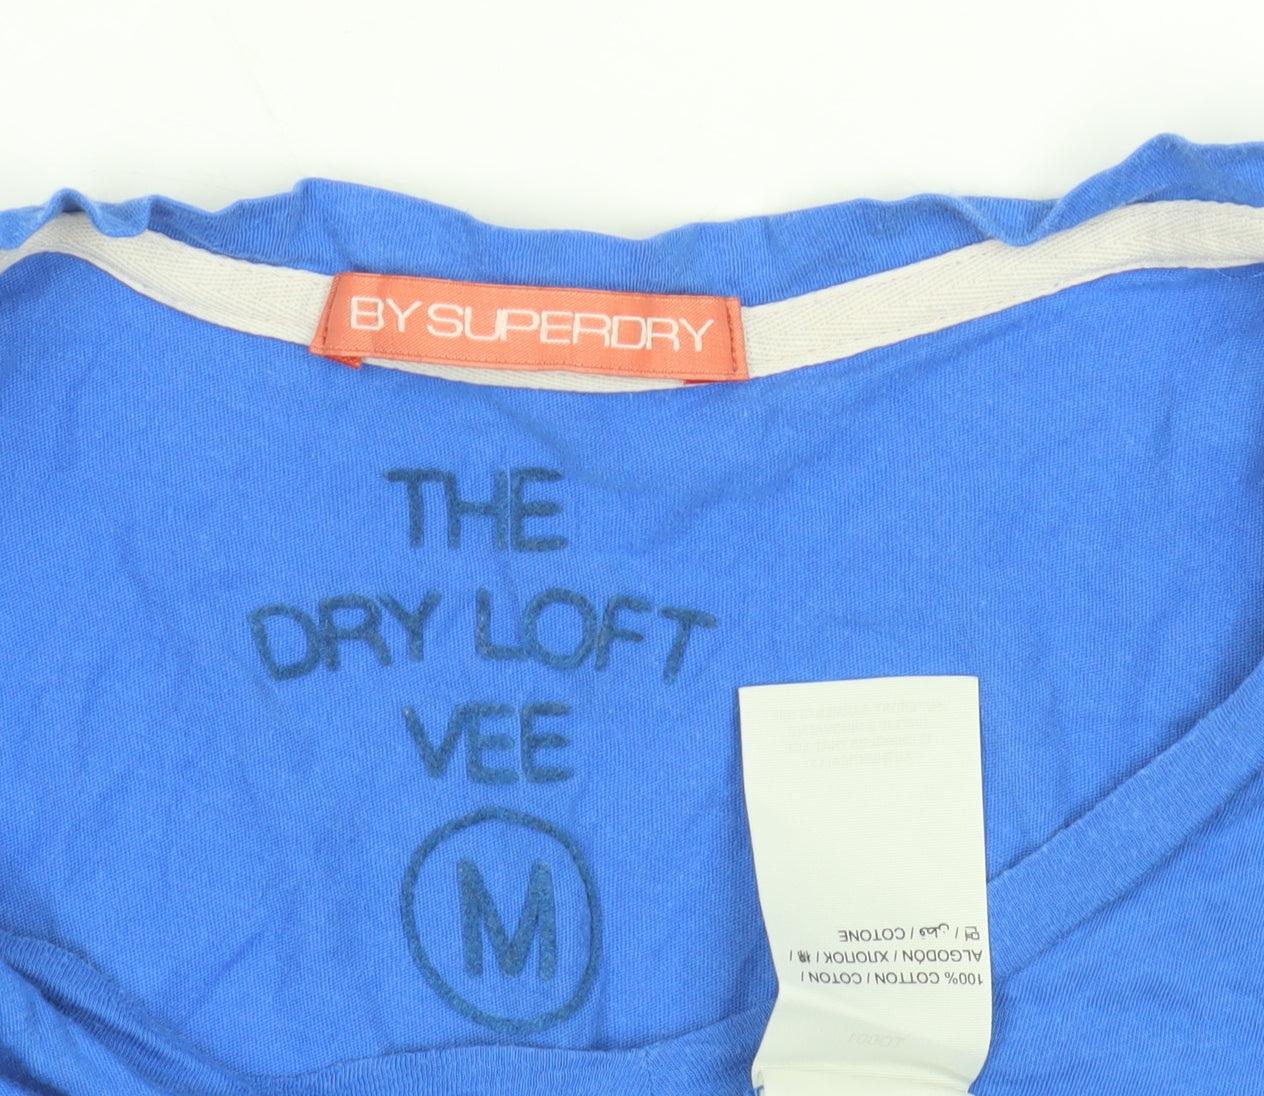 BY SUPERDRY
THE
DRY LOFT
VEE
M
100% COTTON / COTON /
ALGODÓN / ХЛОПОК / 棉 /
면 / قطن / COTONE